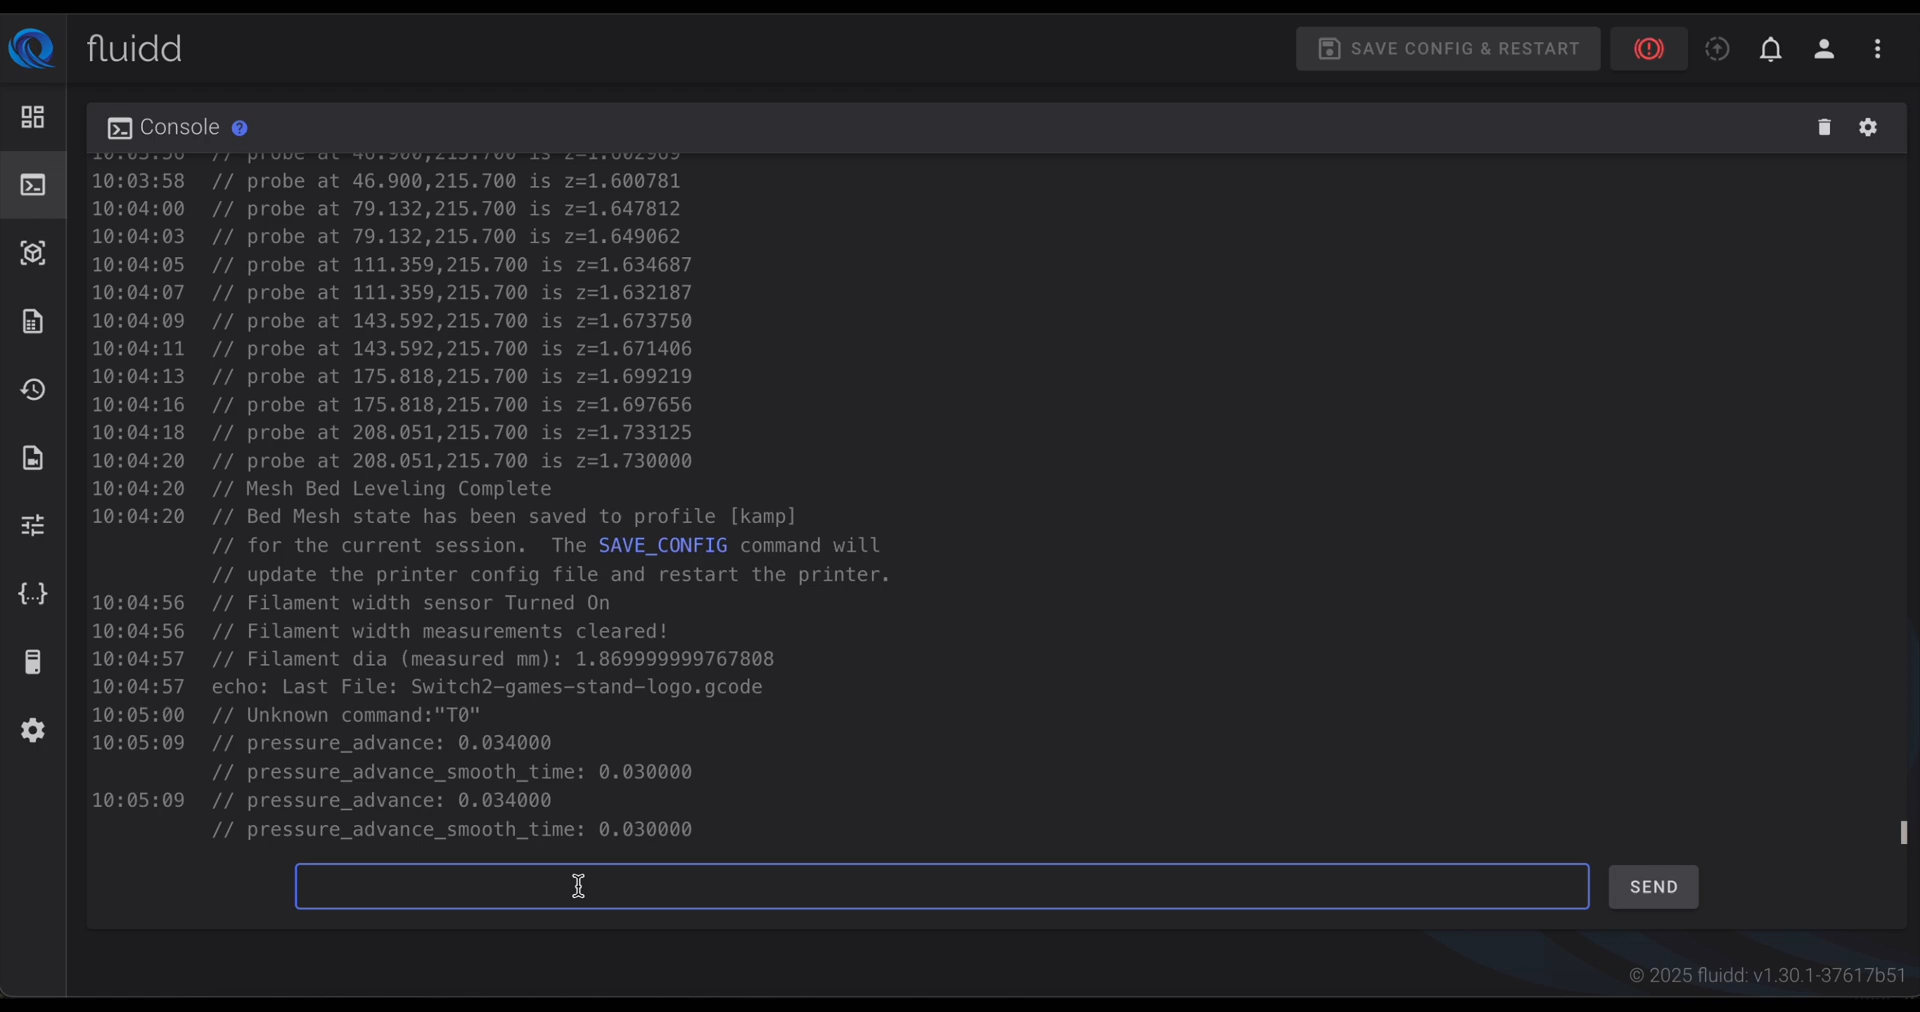 fluidd
SAVE CONFIG & RESTART
Console
10:03:58 // probe at 46.900,215.700 is z=1.600781
10:04:00 // probe at 79.132,215.700 is z=1.647812
10:04:03 // probe at 79.132,215.700 is z=1.649062
10:04:05 // probe at 111.359,215.700 is z=1.634687
10:04:07 // probe at 111.359,215.700 is z=1.632187
10:04:09 // probe at 143.592,215.700 is z=1.673750
10:04:11 // probe at 143.592,215.700 is z=1.671406
10:04:13 // probe at 175.818,215.700 is z=1.699219
10:04:16 // probe at 175.818,215.700 is z=1.697656
10:04:18 // probe at 208.051,215.700 is z=1.733125
10:04:20 // probe at 208.051,215.700 is z=1.730000
10:04:20 // Mesh Bed Leveling Complete
10:04:20 // Bed Mesh state has been saved to profile [kamp]
// for the current session.  The SAVE_CONFIG command will
// update the printer config file and restart the printer.
10:04:56 // Filament width sensor Turned On
10:04:56 // Filament width measurements cleared!
10:04:57 // Filament dia (measured mm): 1.869999999767808
10:04:57 echo: Last File: Switch2-games-stand-logo.gcode
10:05:00 // Unknown command:"T0"
10:05:09 // pressure_advance: 0.034000
// pressure_advance_smooth_time: 0.030000
10:05:09 // pressure_advance: 0.034000
// pressure_advance_smooth_time: 0.030000
SEND
© 2025 fluidd: v1.30.1-37617b51